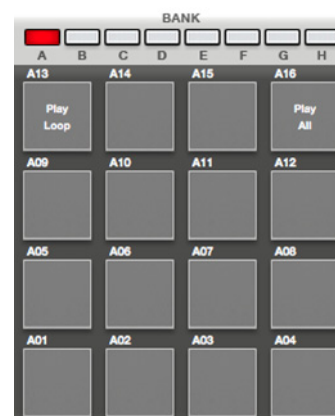 BANK
A B C D E F G H
A13 A14 A15 A16
Play Play
Loop All
A09 A10 A11 A12
A05 A06 A07 A08
A01 A02 A03 A04